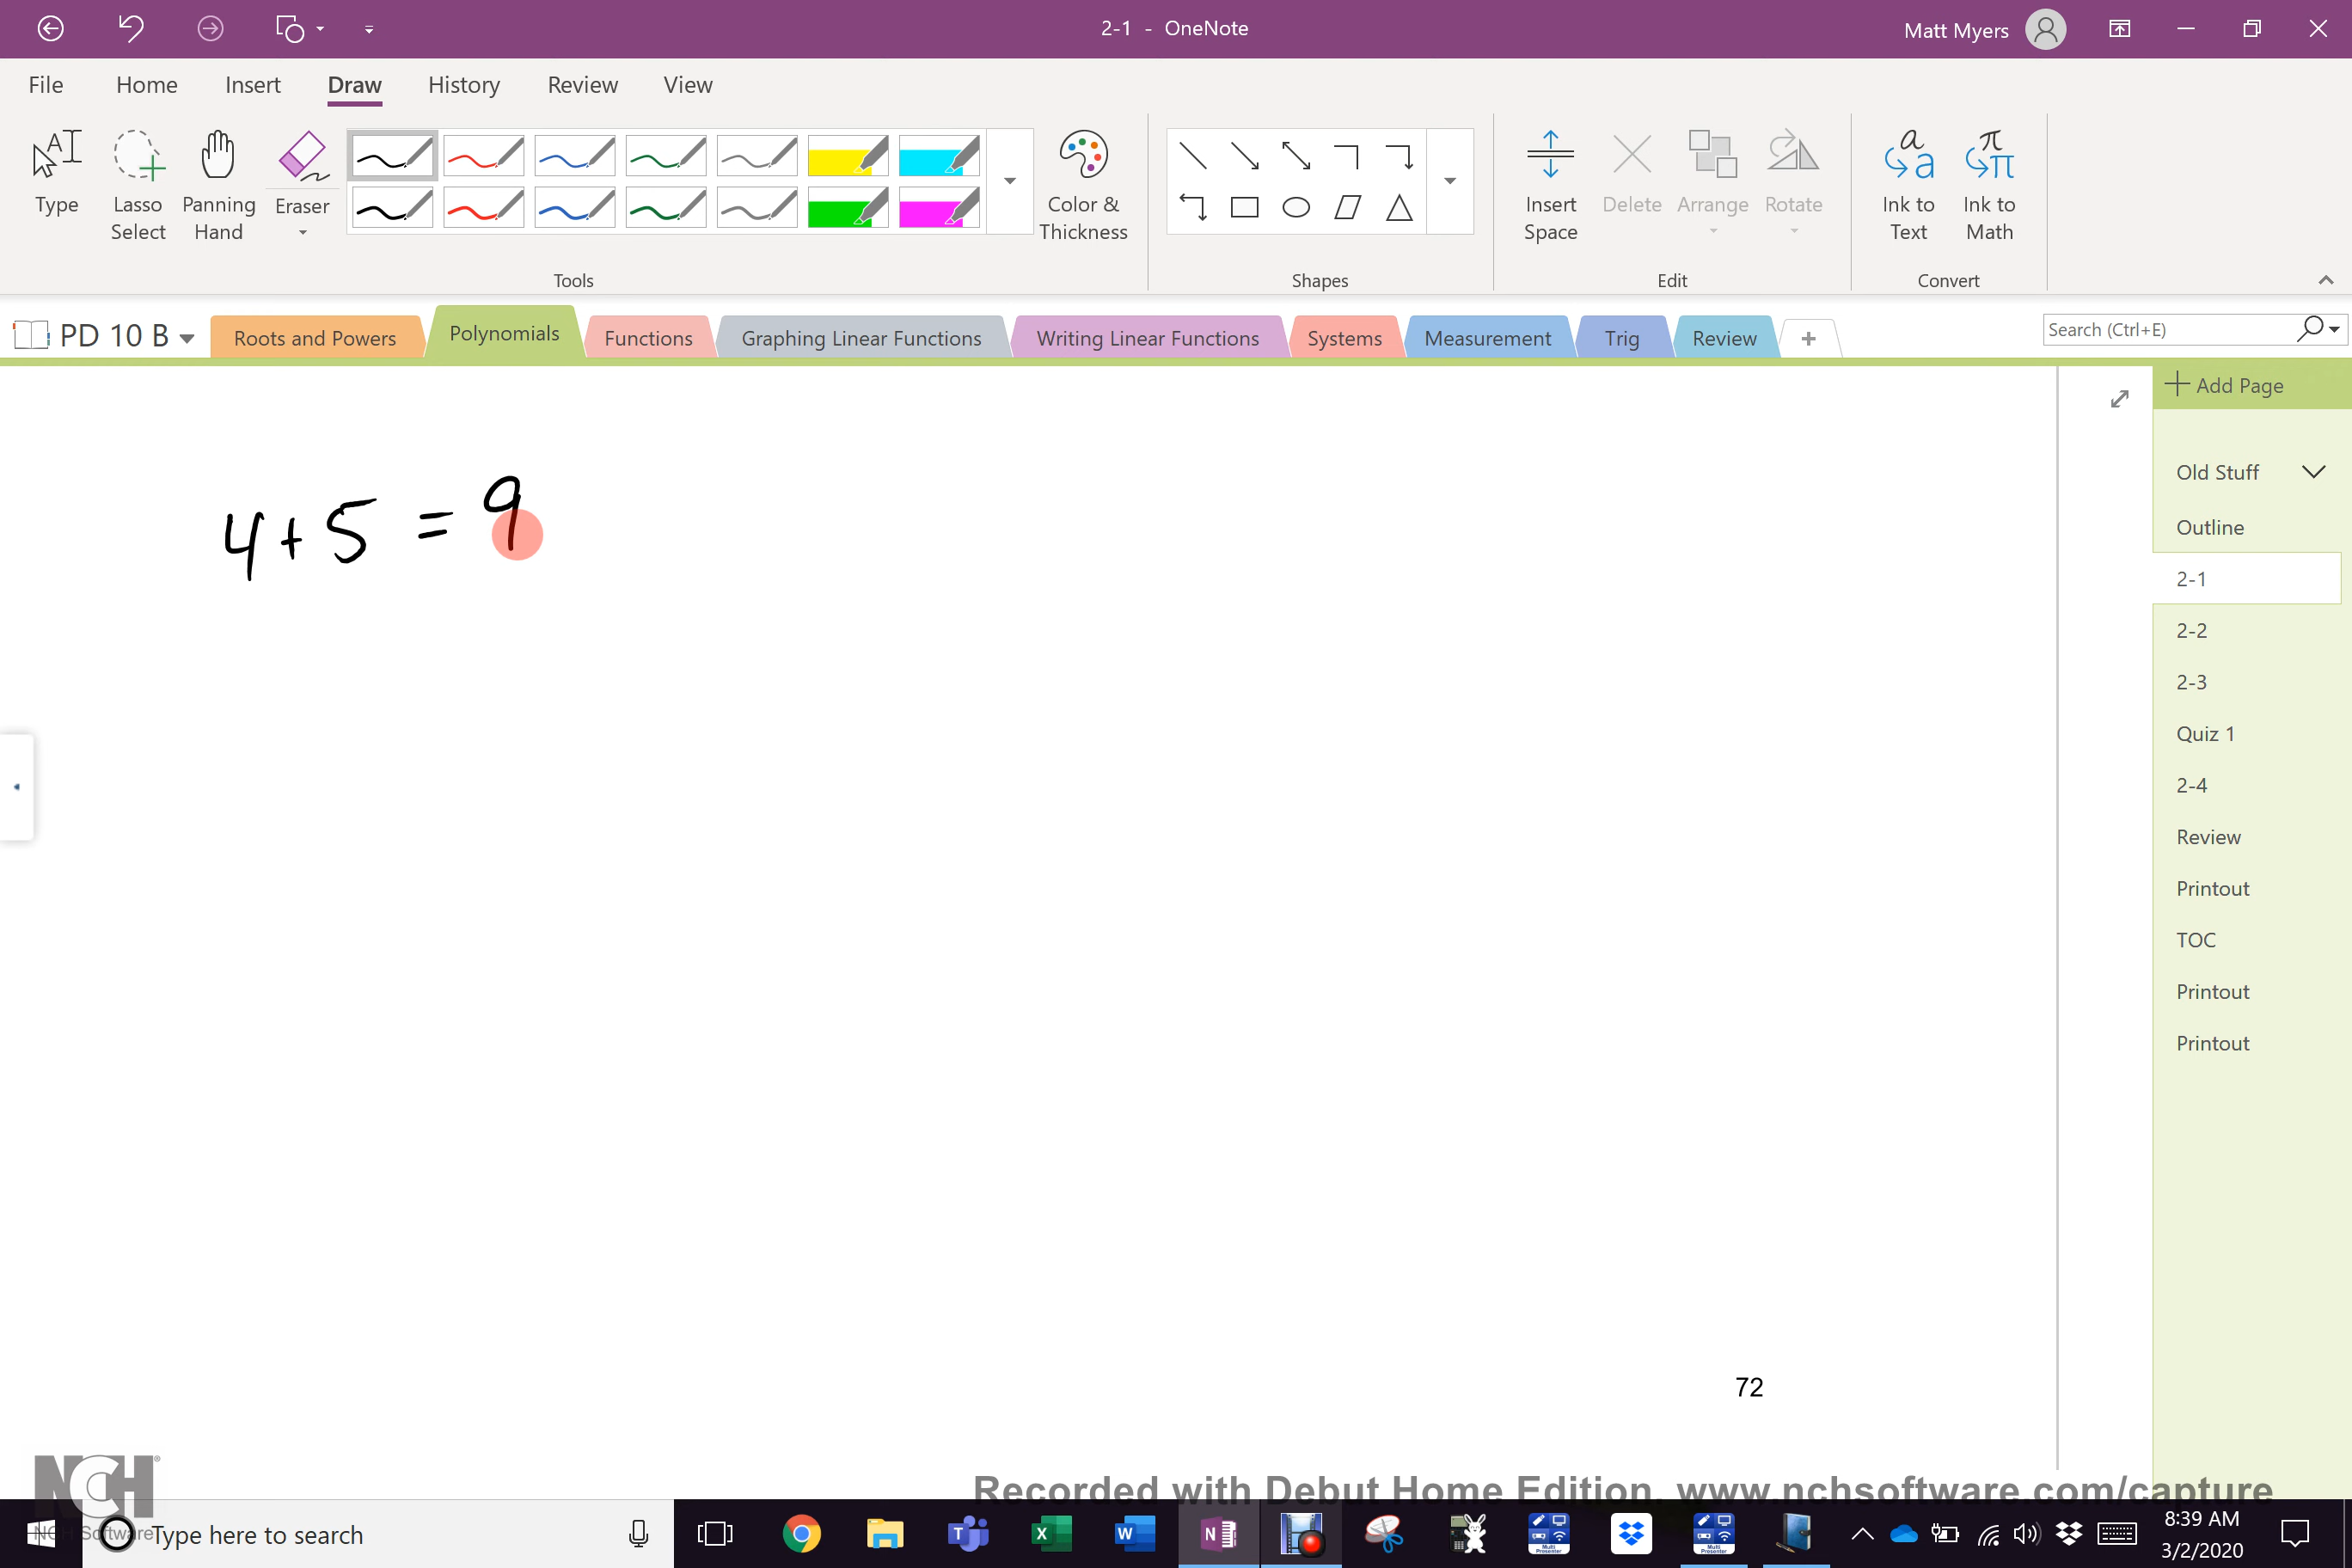 2-1 - OneNote
Matt Myers
File Home Insert Draw History Review View
Type
Lasso Select
Panning Hand
Eraser
Color & Thickness
Insert Space
Delete
Arrange
Rotate
Ink to Text
Ink to Math
Tools Shapes Edit Convert
PD 10 B Roots and Powers Polynomials Functions Graphing Linear Functions Writing Linear Functions Systems Measurement Trig Review +
Search (Ctrl+E)
Add Page
4+5 = 9
Old Stuff
Outline
2-1
2-2
2-3
Quiz 1
2-4
Review
Printout
TOC
Printout
Printout
72
NCH®
NCH Software
Recorded with Debut Home Edition. www.nchsoftware.com/capture
Type here to search
8:39 AM
3/2/2020